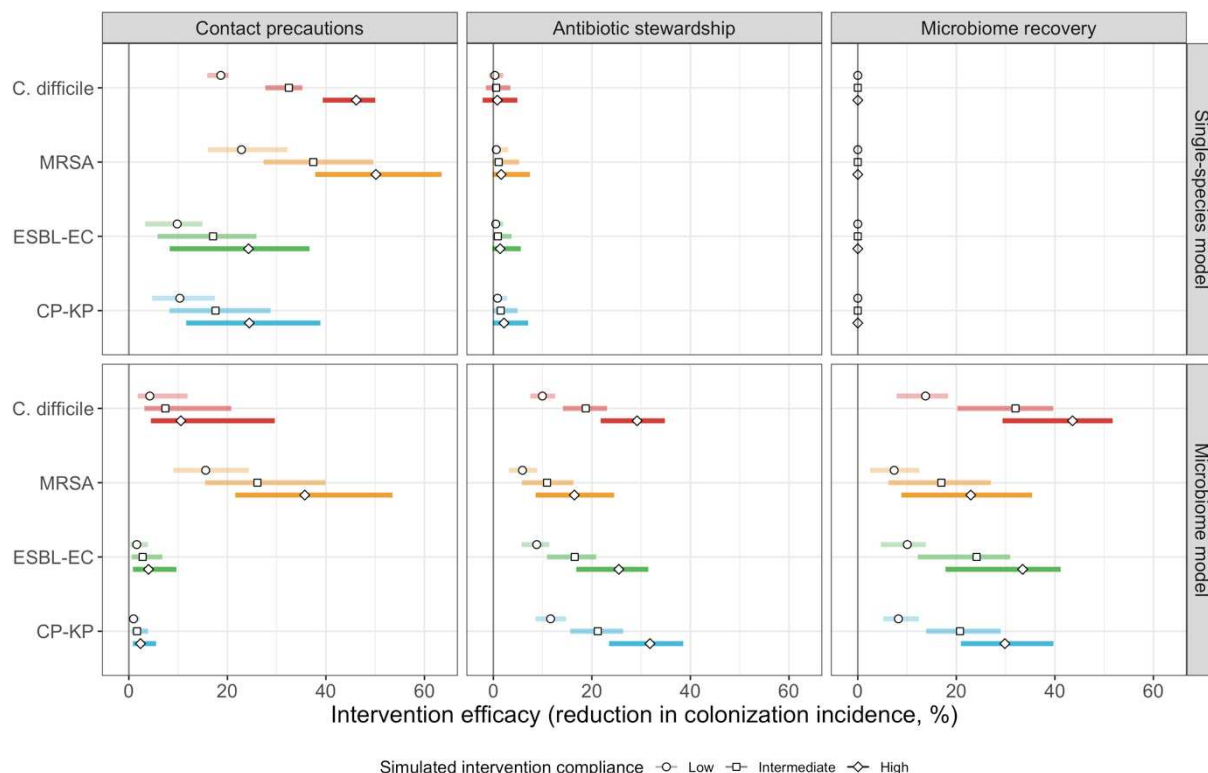 Contact precautions Antibiotic stewardship Microbiome recovery
C. difficile
MRSA
ESBL-EC
CP-KP
Single-species model
C. difficile
MRSA
ESBL-EC
CP-KP
Microbiome model
0 20 40 60 0 20 40 60 0 20 40 60
Intervention efficacy (reduction in colonization incidence, %)
Simulated intervention compliance Low Intermediate High